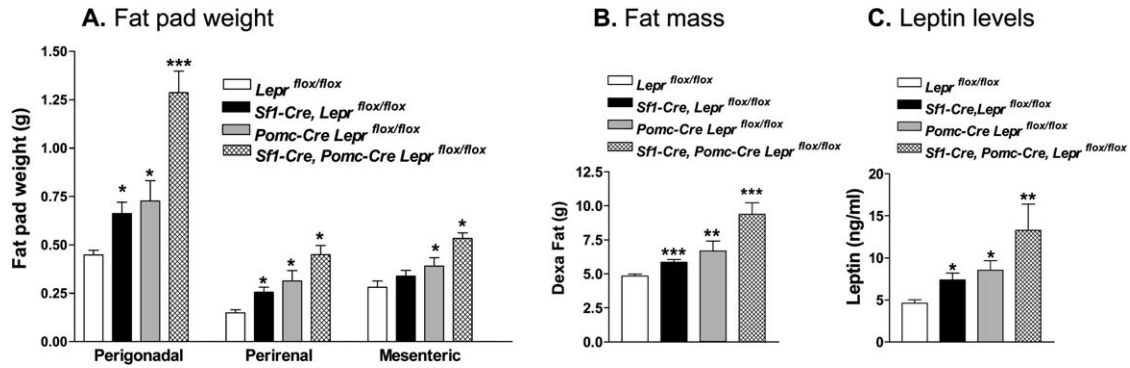 A. Fat pad weight
Fat pad weight (g)
1.50
1.25
1.00
0.75
0.50
0.25
0.00
***
* *
* * *
* *
Lepr flox/flox
Sf1-Cre, Lepr flox/flox
Pomc-Cre Lepr flox/flox
Sf1-Cre, Pomc-Cre Lepr flox/flox
Perigonadal Perirenal Mesenteric
B. Fat mass
Lepr flox/flox
Sf1-Cre, Lepr flox/flox
Pomc-Cre Lepr flox/flox
Sf1-Cre, Pomc-Cre Lepr flox/flox
Dexa Fat (g)
12.5
10.0
7.5
5.0
2.5
0.0
*** ** ***
C. Leptin levels
Lepr flox/flox
Sf1-Cre,Lepr flox/flox
Pomc-Cre Lepr flox/flox
Sf1-Cre, Pomc-Cre, Lepr flox/flox
Leptin (ng/ml)
20
15
10
5
0
* * **